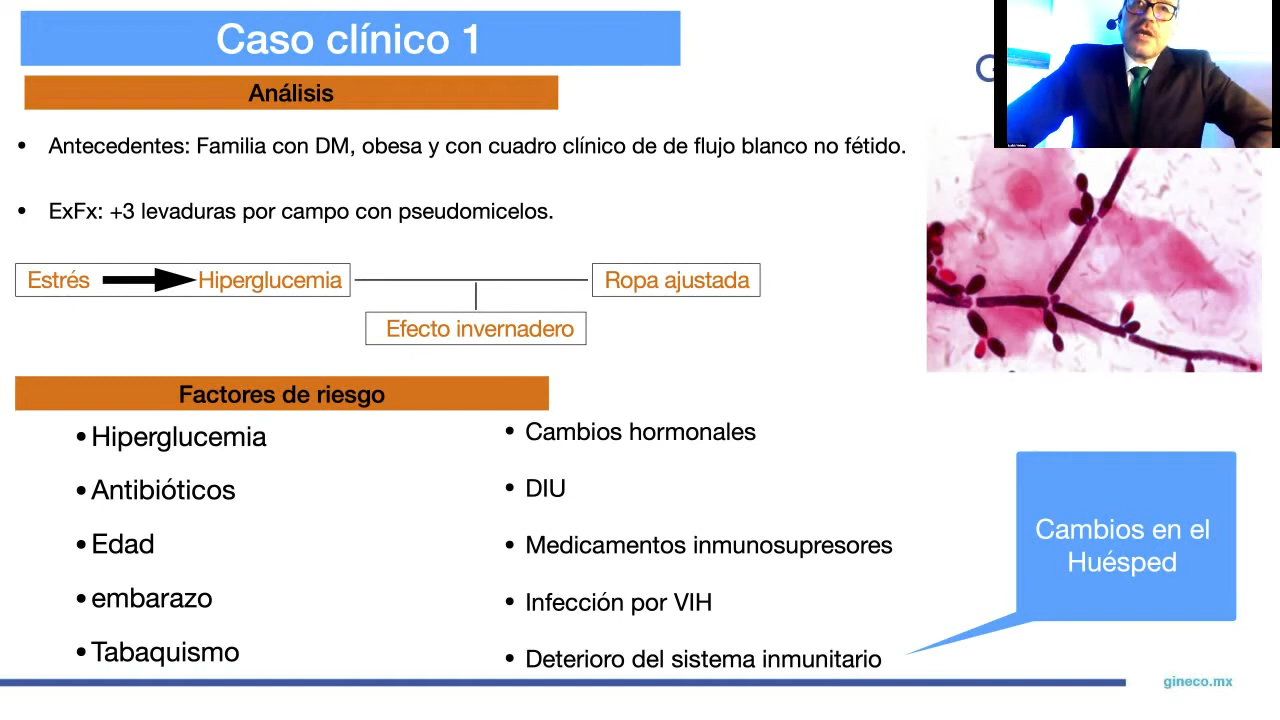 Caso clínico 1
Análisis
• Antecedentes: Familia con DM, obesa y con cuadro clínico de de flujo blanco no fétido.
• ExFx: +3 levaduras por campo con pseudomicelos.
Estrés
Hiperglucemia
Ropa ajustada
Efecto invernadero
Factores de riesgo
• Hiperglucemia
• Antibióticos
• Edad
• embarazo
• Tabaquismo
• Cambios hormonales
• DIU
• Medicamentos inmunosupresores
• Infección por VIH
• Deterioro del sistema inmunitario
Cambios en el
Huésped
gineco.mx